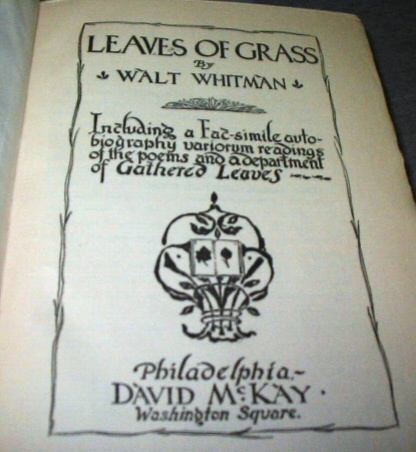 LEAVES OF GRASS
By
WALT WHITMAN
Including a Fac-simile auto-
biography variorum readings
of the poems and a department
of Gathered Leaves
Philadelphia.-
DAVID McKAY.
Washington Square.